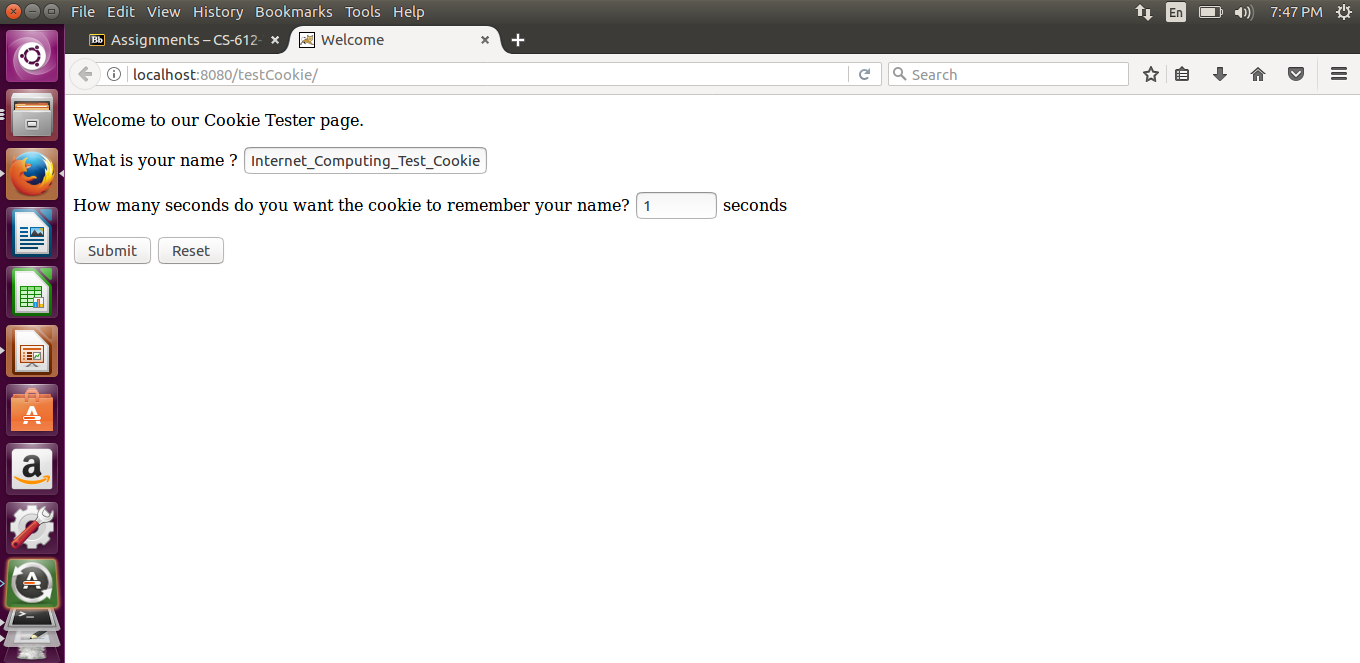 File Edit View History Bookmarks Tools Help
En 7:47 PM
Bb Assignments – CS-612- Welcome
localhost:8080/testCookie/ Search
Welcome to our Cookie Tester page.
What is your name ? Internet_Computing_Test_Cookie
How many seconds do you want the cookie to remember your name? 1 seconds
Submit Reset